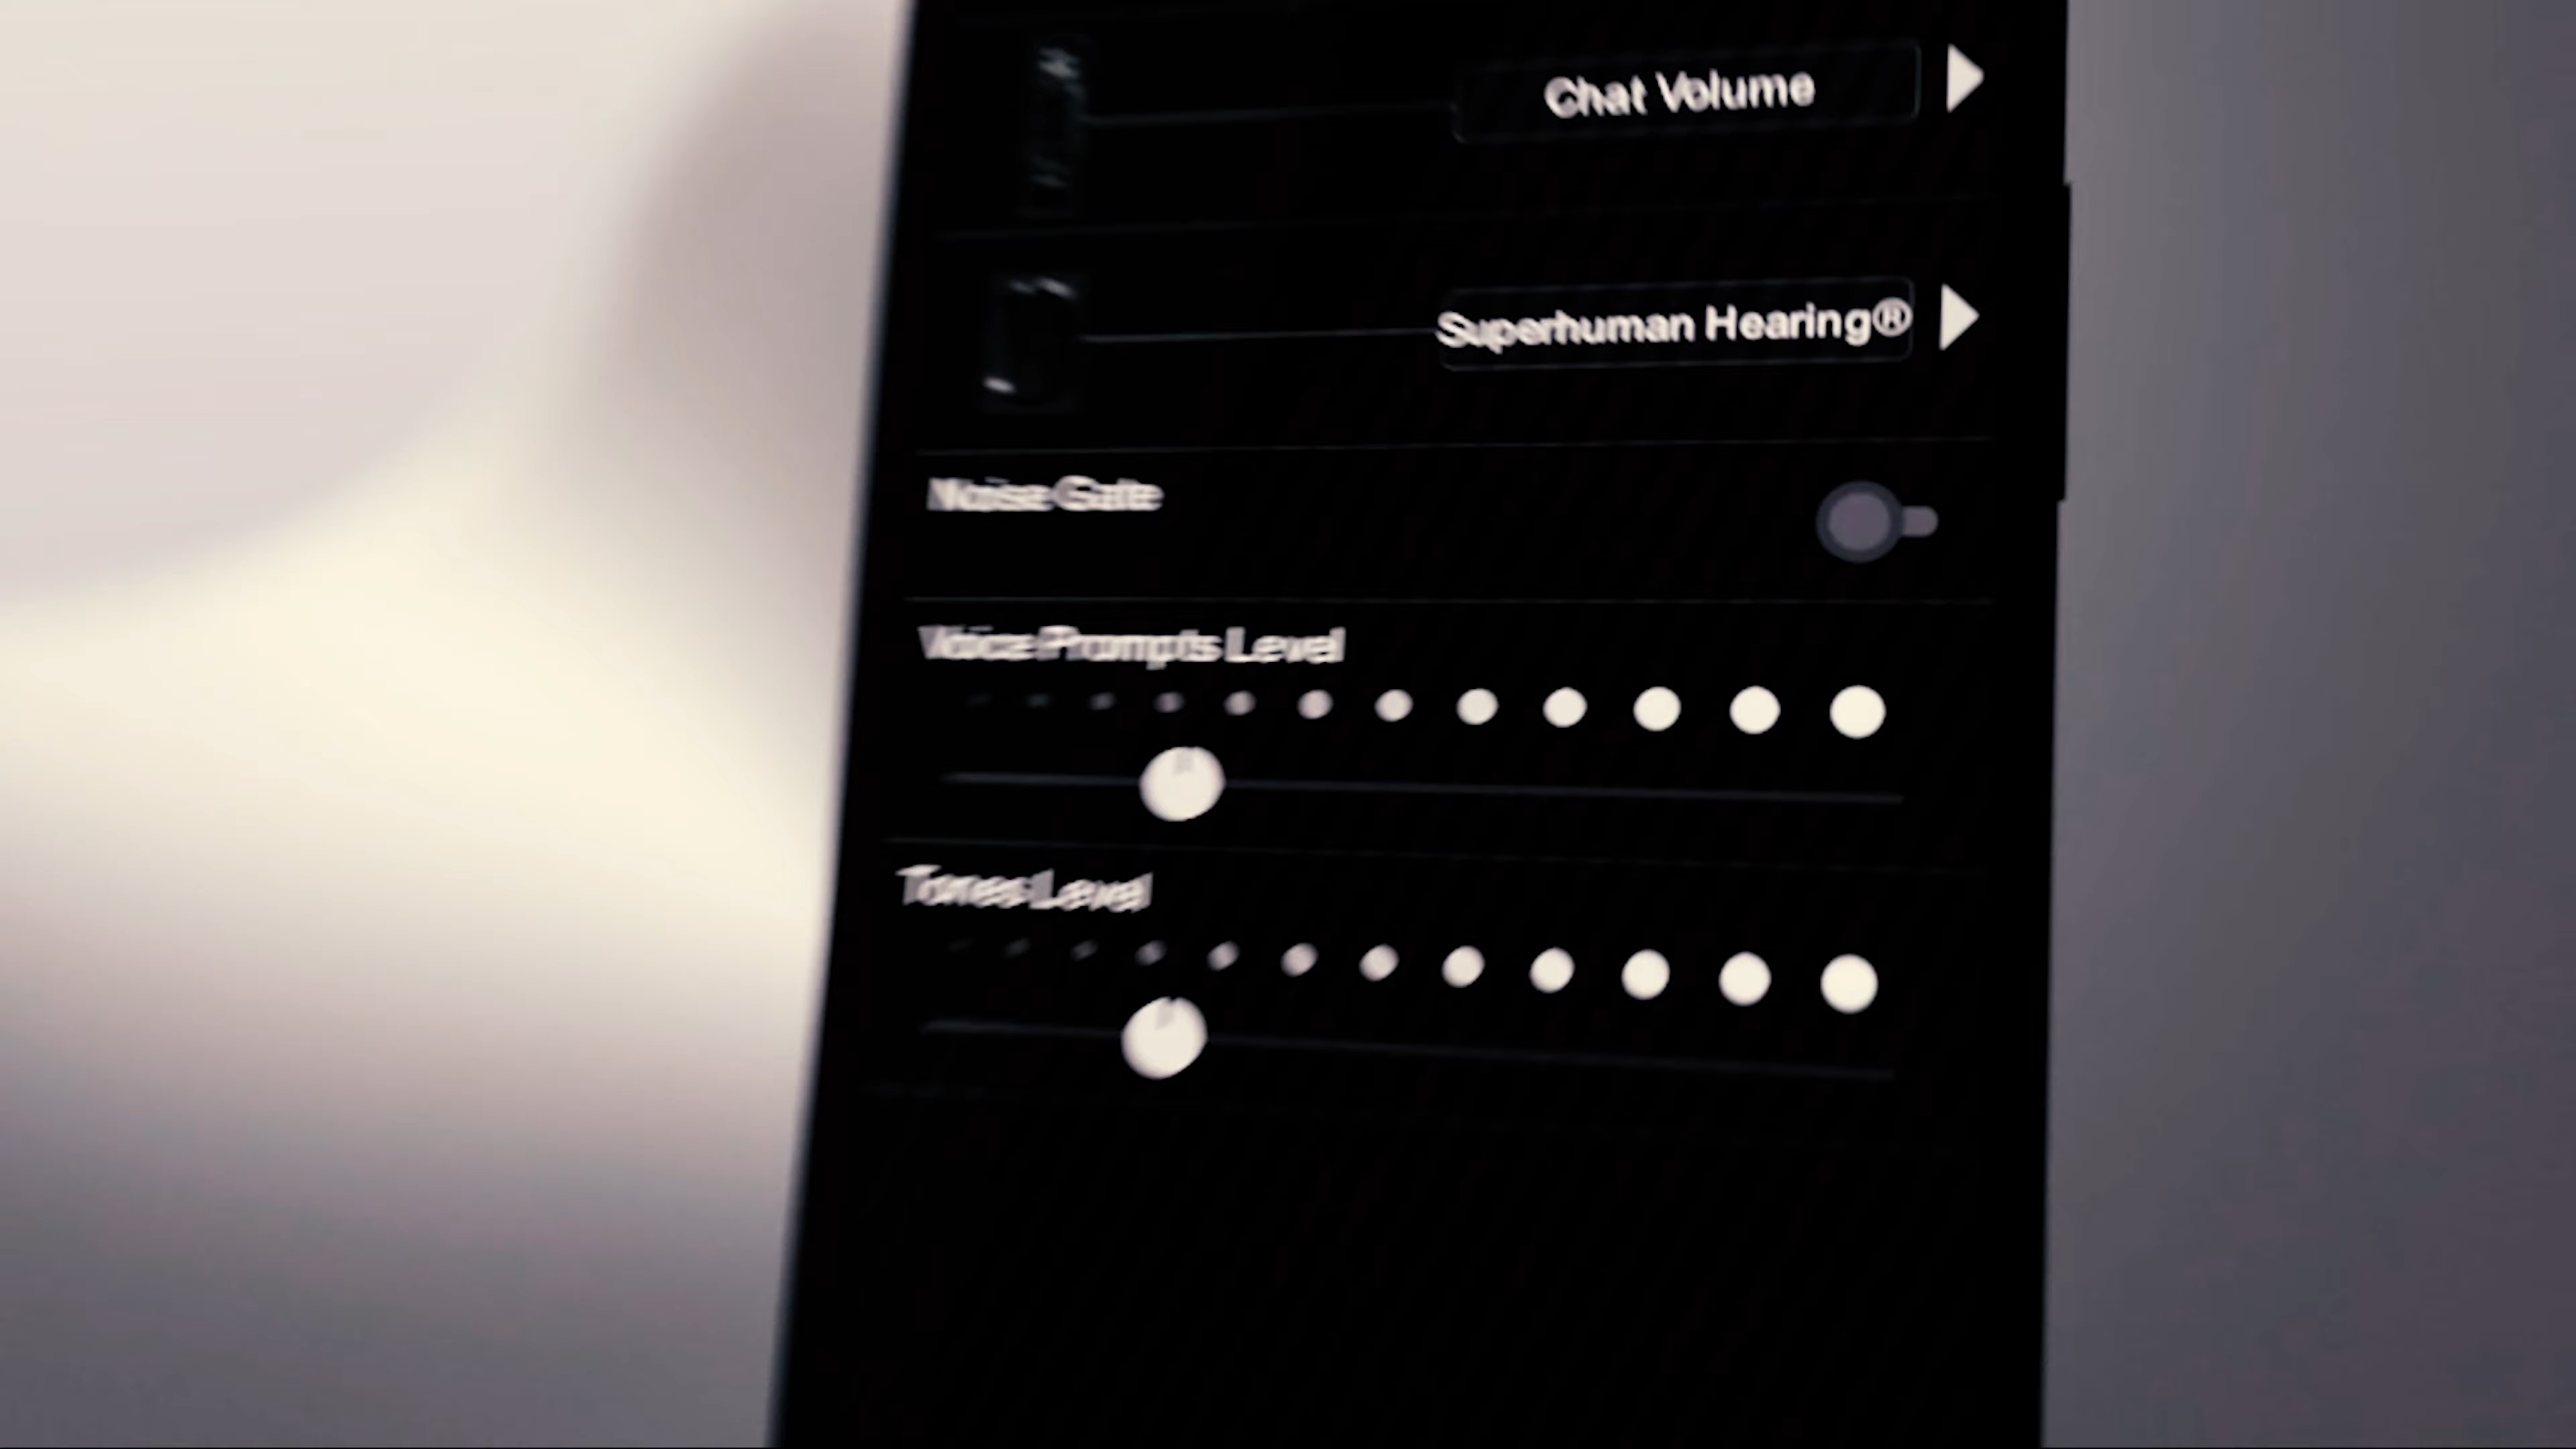 Chat Volume
Superhuman Hearing®
Noise Gate
Voice Prompts Level
Tones Level